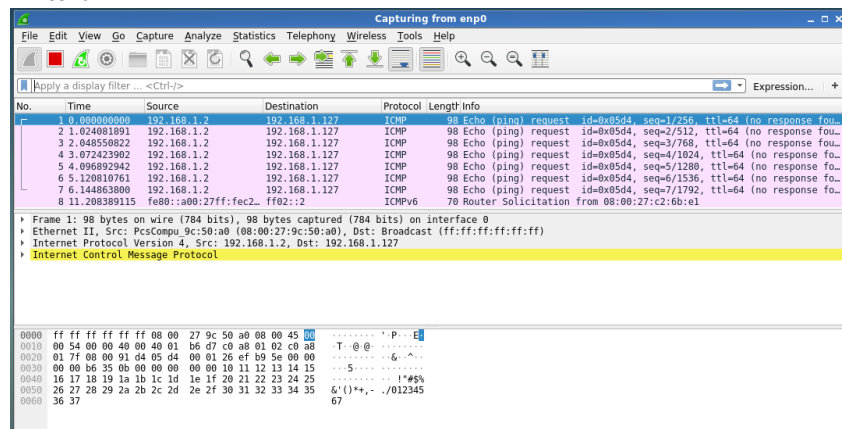 Capturing from enp0
File Edit View Go Capture Analyze Statistics Telephony Wireless Tools Help
Apply a display filter ... <Ctrl-/> Expression... +
No. Time Source Destination Protocol Length Info
1 0.000000000 192.168.1.2 192.168.1.127 ICMP 98 Echo (ping) request id=0x05d4, seq=1/256, ttl=64 (no response fou…
2 1.024081891 192.168.1.2 192.168.1.127 ICMP 98 Echo (ping) request id=0x05d4, seq=2/512, ttl=64 (no response fou…
3 2.048550822 192.168.1.2 192.168.1.127 ICMP 98 Echo (ping) request id=0x05d4, seq=3/768, ttl=64 (no response fou…
4 3.072423902 192.168.1.2 192.168.1.127 ICMP 98 Echo (ping) request id=0x05d4, seq=4/1024, ttl=64 (no response fo…
5 4.096892942 192.168.1.2 192.168.1.127 ICMP 98 Echo (ping) request id=0x05d4, seq=5/1280, ttl=64 (no response fo…
6 5.120810761 192.168.1.2 192.168.1.127 ICMP 98 Echo (ping) request id=0x05d4, seq=6/1536, ttl=64 (no response fo…
7 6.144863800 192.168.1.2 192.168.1.127 ICMP 98 Echo (ping) request id=0x05d4, seq=7/1792, ttl=64 (no response fo…
8 11.208389115 fe80::a00:27ff:fec2… ff02::2 ICMPv6 70 Router Solicitation from 08:00:27:c2:6b:e1
Frame 1: 98 bytes on wire (784 bits), 98 bytes captured (784 bits) on interface 0
Ethernet II, Src: PcsCompu_9c:50:a0 (08:00:27:9c:50:a0), Dst: Broadcast (ff:ff:ff:ff:ff:ff)
Internet Protocol Version 4, Src: 192.168.1.2, Dst: 192.168.1.127
Internet Control Message Protocol
0000 ff ff ff ff ff ff 08 00 27 9c 50 a0 08 00 45 00 ········ '·P···E·
0010 00 54 00 00 40 00 40 01 b6 d7 c0 a8 01 02 c0 a8 ·T··@·@· ········
0020 01 7f 08 00 91 d4 05 d4 00 01 26 ef b9 5e 00 00 ········ ··&··^··
0030 00 00 b6 35 0b 00 00 00 00 00 10 11 12 13 14 15 ···5···· ········
0040 16 17 18 19 1a 1b 1c 1d 1e 1f 20 21 22 23 24 25 ········ ·· !"#$%
0050 26 27 28 29 2a 2b 2c 2d 2e 2f 30 31 32 33 34 35 &'()*+,- ./012345
0060 36 37 67